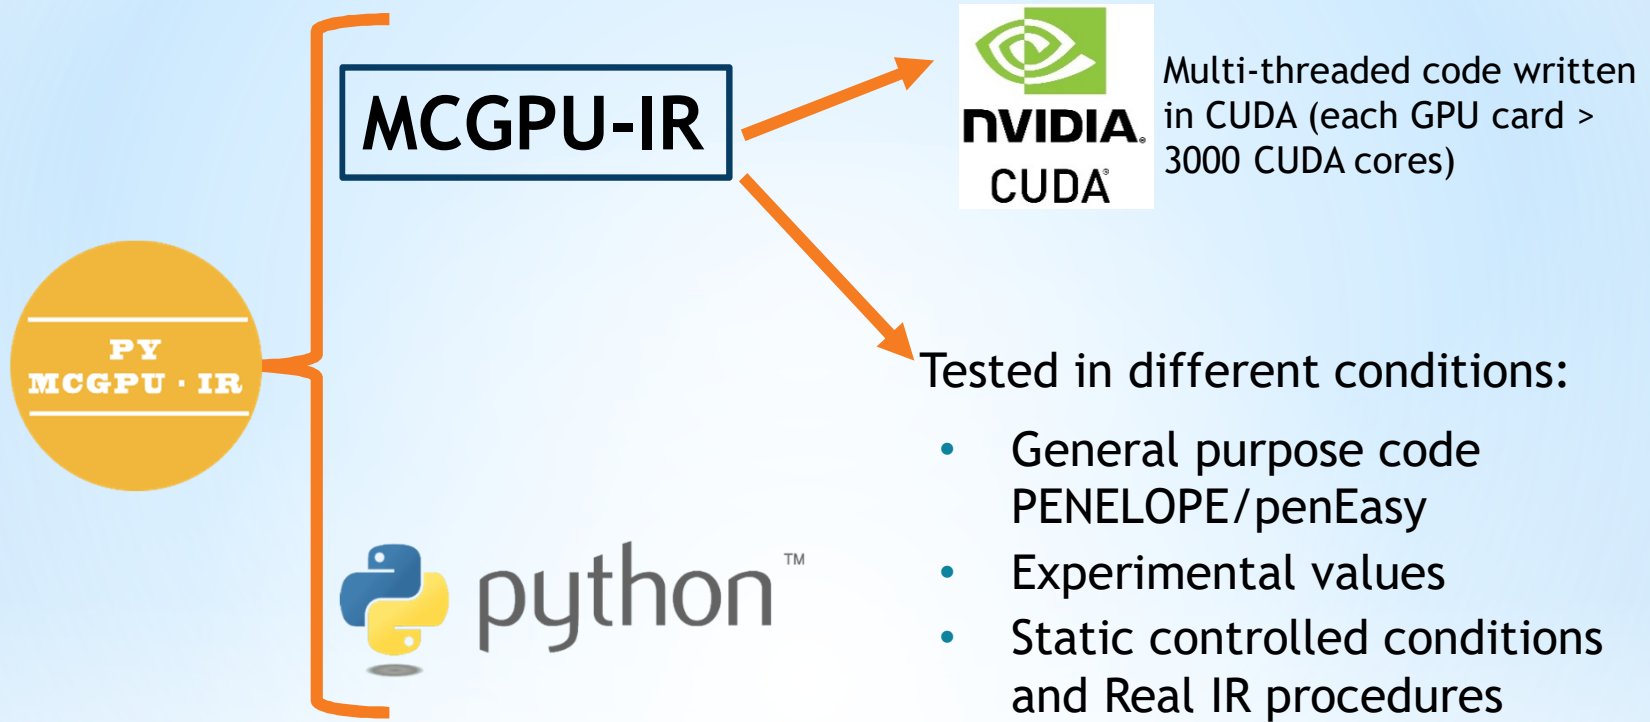 PY
MCGPU · IR
MCGPU-IR
nVIDIA.
CUDA®
Multi-threaded code written
in CUDA (each GPU card >
3000 CUDA cores)
python™
Tested in different conditions:
• General purpose code
PENELOPE/penEasy
• Experimental values
• Static controlled conditions
and Real IR procedures